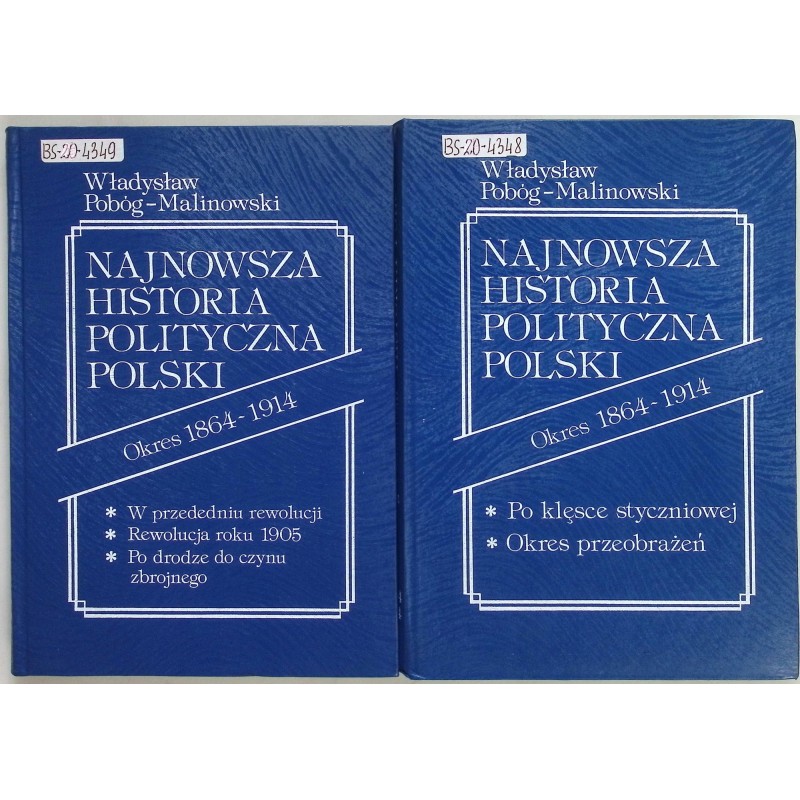 BS-20-4349
Władysław
Pobóg-Malinowski
NAJNOWSZA
HISTORIA
POLITYCZNA
POLSKI
Okres 1864-1914
* W przededniu rewolucji
* Rewolucja roku 1905
* Po drodze do czynu
zbrojnego
BS-20-4348
Władysław
Pobóg-Malinowski
NAJNOWSZA
HISTORIA
POLITYCZNA
POLSKI
Okres 1864-1914
* Po klęsce styczniowej
* Okres przeobrażeń